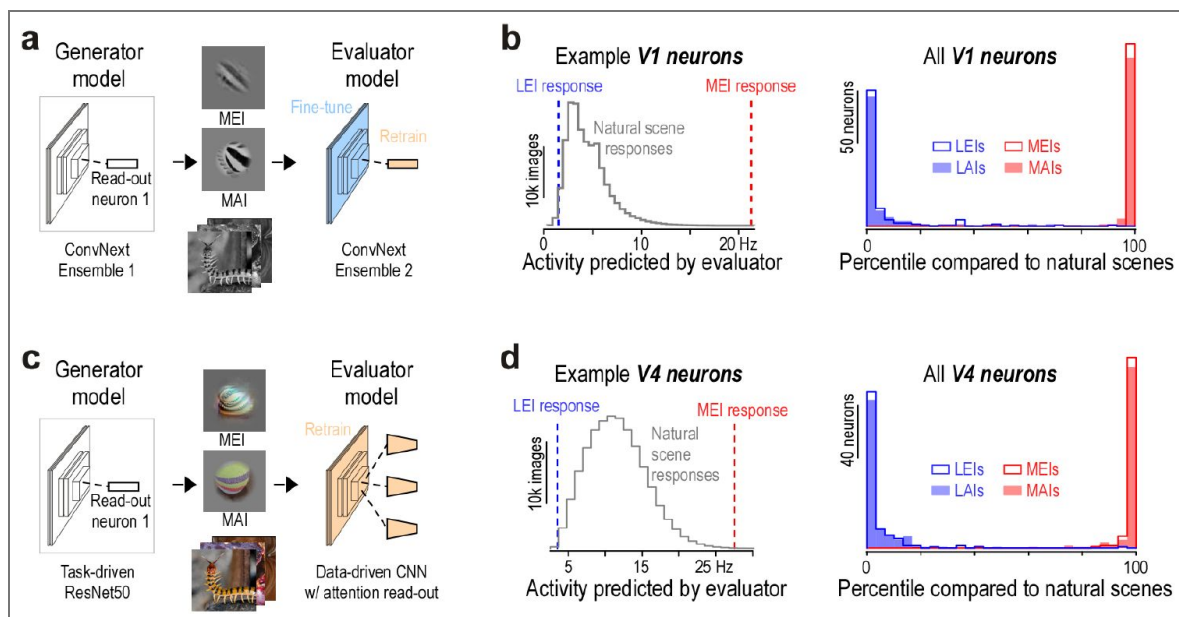 a
Generator
model
Read-out
neuron 1
ConvNext
Ensemble 1
MEI
MAI
Evaluator
model
Fine-tune
Retrain
ConvNext
Ensemble 2
b
Example V1 neurons
LEI response
MEI response
Natural scene
responses
10k images
0
10
20 Hz
Activity predicted by evaluator
All V1 neurons
50 neurons
LEIs
MEIs
LAIs
MAIs
0
100
Percentile compared to natural scenes
c
Generator
model
Read-out
neuron 1
Task-driven
ResNet50
MEI
MAI
Evaluator
model
Retrain
Data-driven CNN
w/ attention read-out
d
Example V4 neurons
LEI response
MEI response
Natural
scene
responses
10k images
5
15
25 Hz
Activity predicted by evaluator
All V4 neurons
40 neurons
LEIs
MEIs
LAIs
MAIs
0
100
Percentile compared to natural scenes